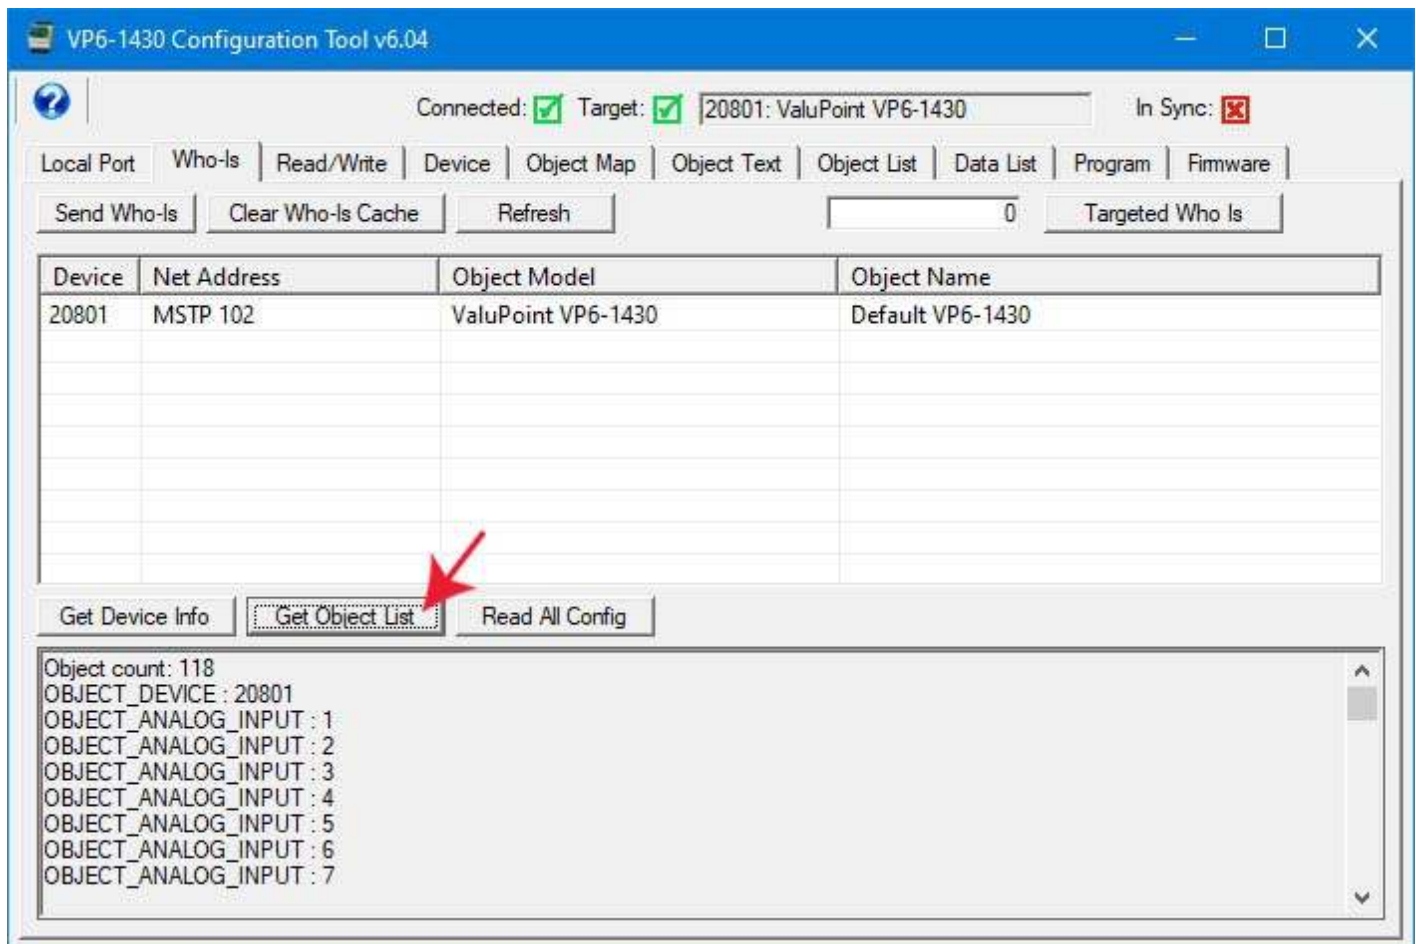 VP6-1430 Configuration Tool v6.04
Connected: Target: 20801: ValuPoint VP6-1430 In Sync:
Local Port Who-Is Read/Write Device Object Map Object Text Object List Data List Program Firmware
Send Who-Is Clear Who-Is Cache Refresh 0 Targeted Who Is
Device Net Address Object Model Object Name
20801 MSTP 102 ValuPoint VP6-1430 Default VP6-1430
Get Device Info Get Object List Read All Config
Object count: 118
OBJECT_DEVICE : 20801
OBJECT_ANALOG_INPUT : 1
OBJECT_ANALOG_INPUT : 2
OBJECT_ANALOG_INPUT : 3
OBJECT_ANALOG_INPUT : 4
OBJECT_ANALOG_INPUT : 5
OBJECT_ANALOG_INPUT : 6
OBJECT_ANALOG_INPUT : 7